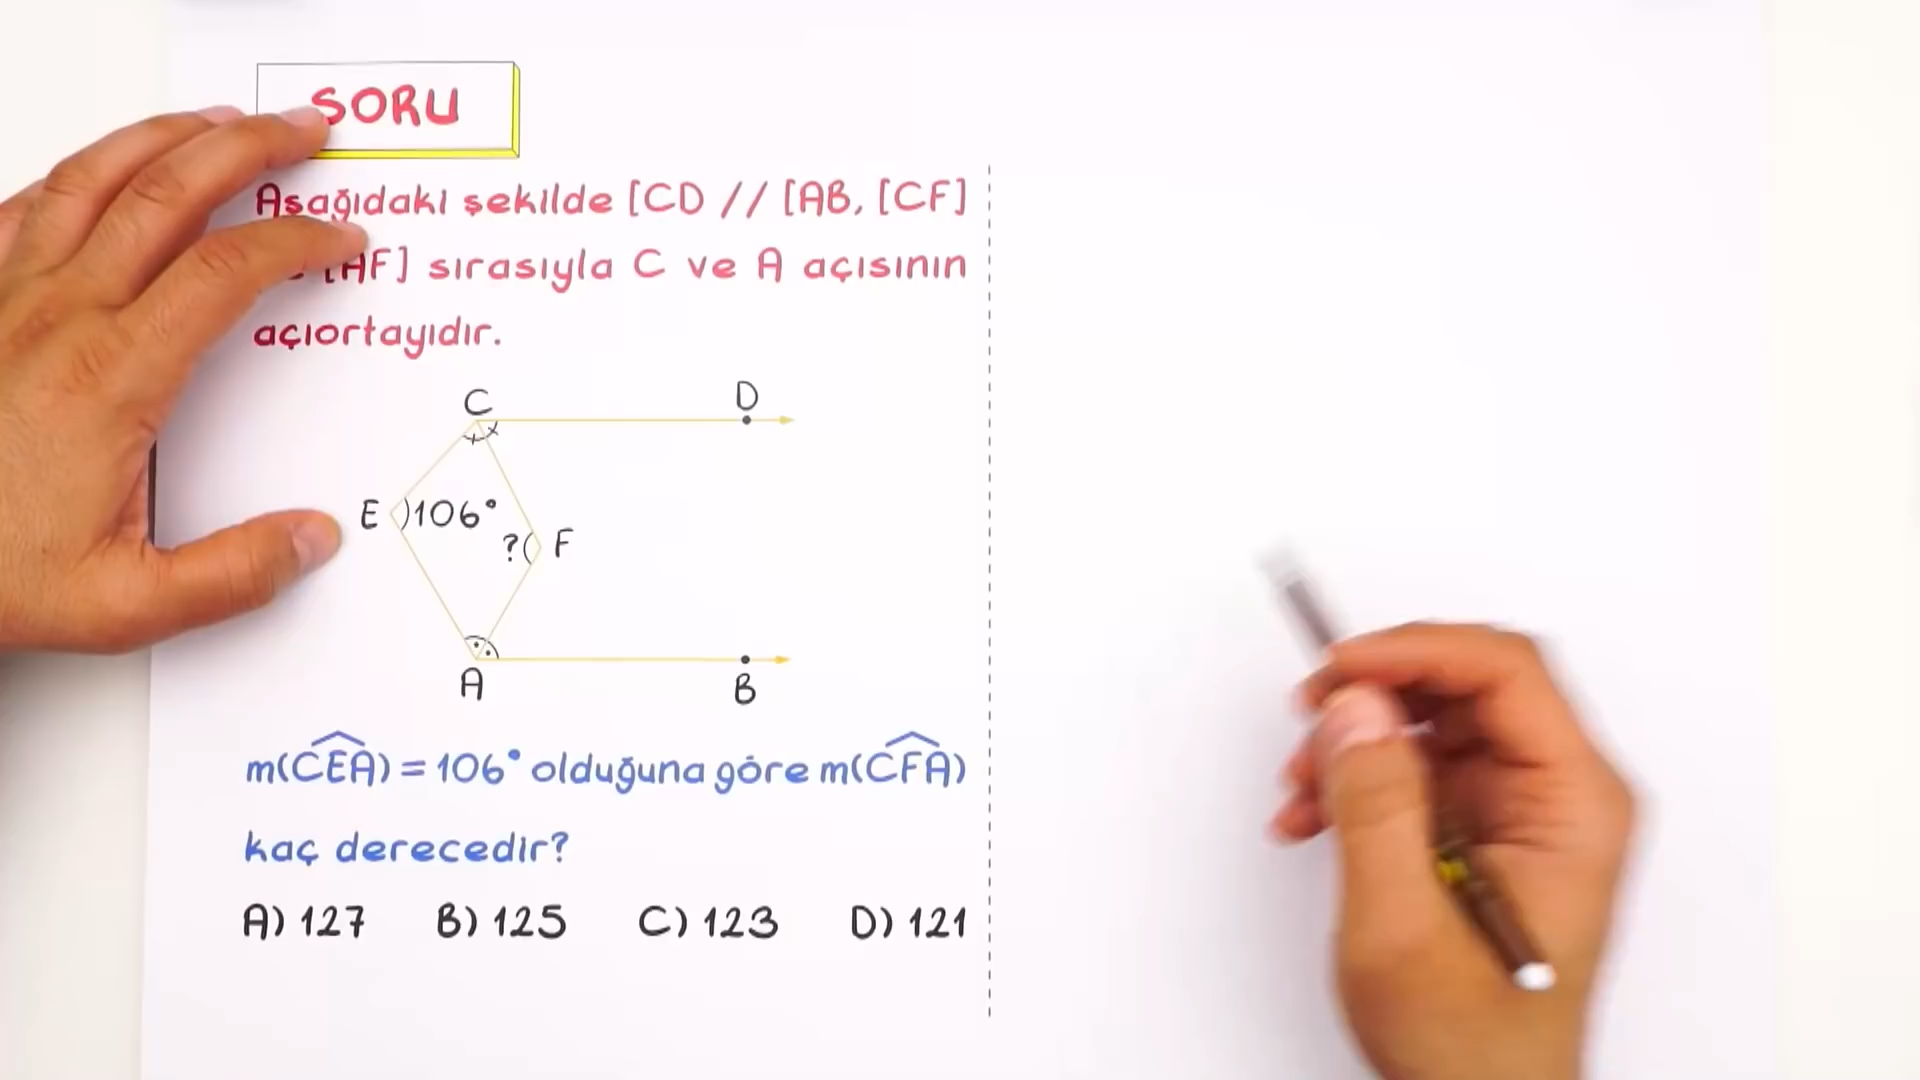 SORU
Aşağıdaki şekilde [CD // [AB, [CF]
[AF] sırasıyla C ve A açısının
açıortayıdır.
C
D
E
106°
?
F
A
B
m(CEA) = 106° olduğuna göre m(CFA)
kaç derecedir?
A) 127 B) 125 C) 123 D) 121